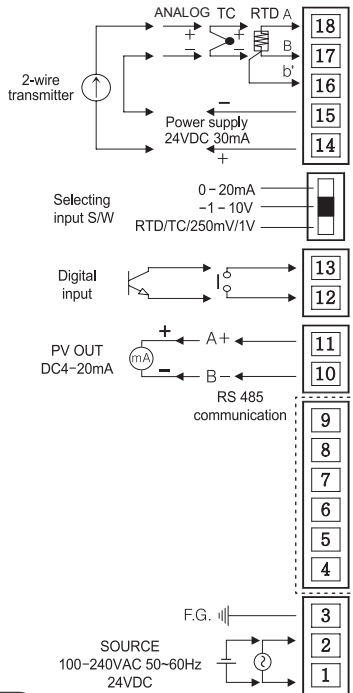 ANALOG TC RTD A
+ + 18
− − B 17
b' 16
2-wire
transmitter
− 15
Power supply
24VDC 30mA
+ 14
0-20mA
Selecting
input S/W
-1-10V
RTD/TC/250mV/1V
Digital
input
13
12
PV OUT
DC4-20mA
mA
+ A+ 11
− B− 10
RS 485
communication
9
8
7
6
5
4
F.G. 3
SOURCE
100-240VAC 50~60Hz
24VDC
2
1